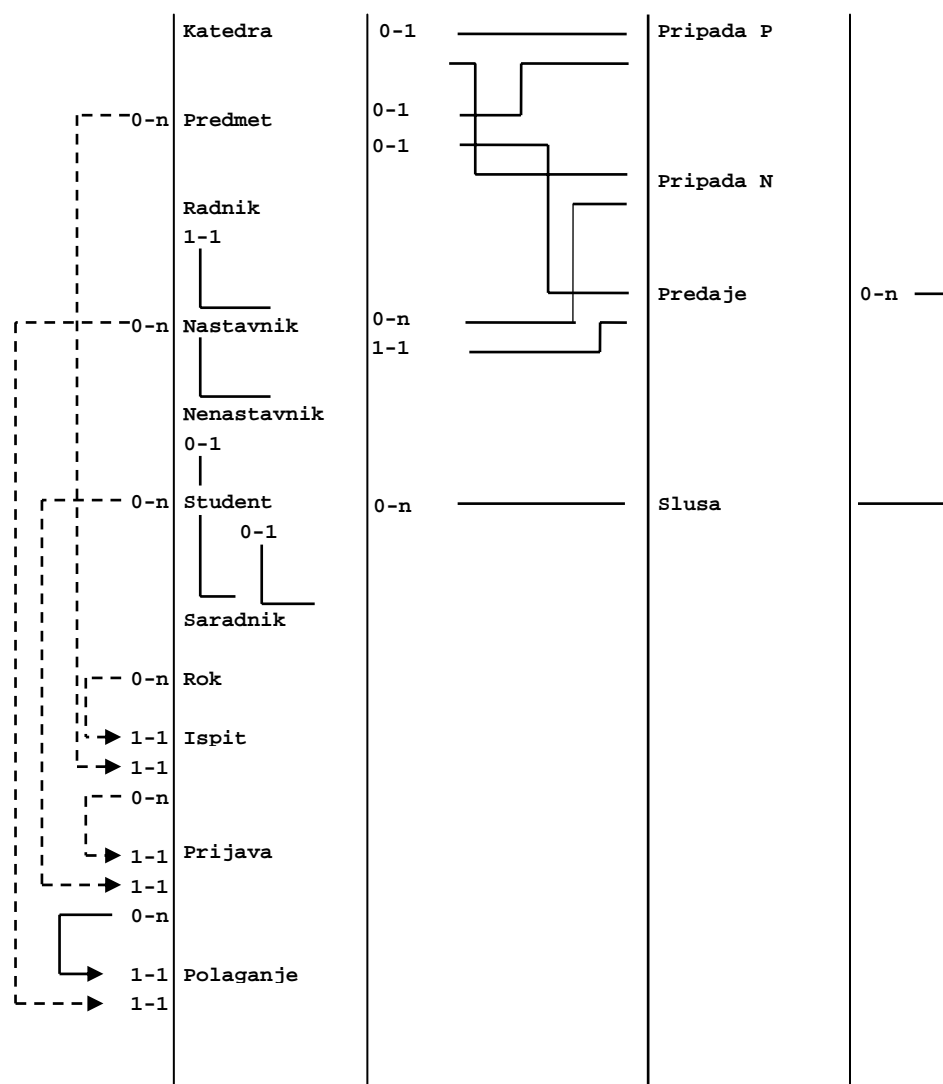 Katedra 0-1 Pripada P
0-n Predmet 0-1
0-1
Pripada N
Radnik
1-1
Predaje 0-n
0-n Nastavnik 0-n
1-1
Nenastavnik
0-1
0-n Student 0-n Slusa
0-1
Saradnik
0-n Rok
1-1 Ispit
1-1
0-n
1-1 Prijava
1-1
0-n
1-1 Polaganje
1-1